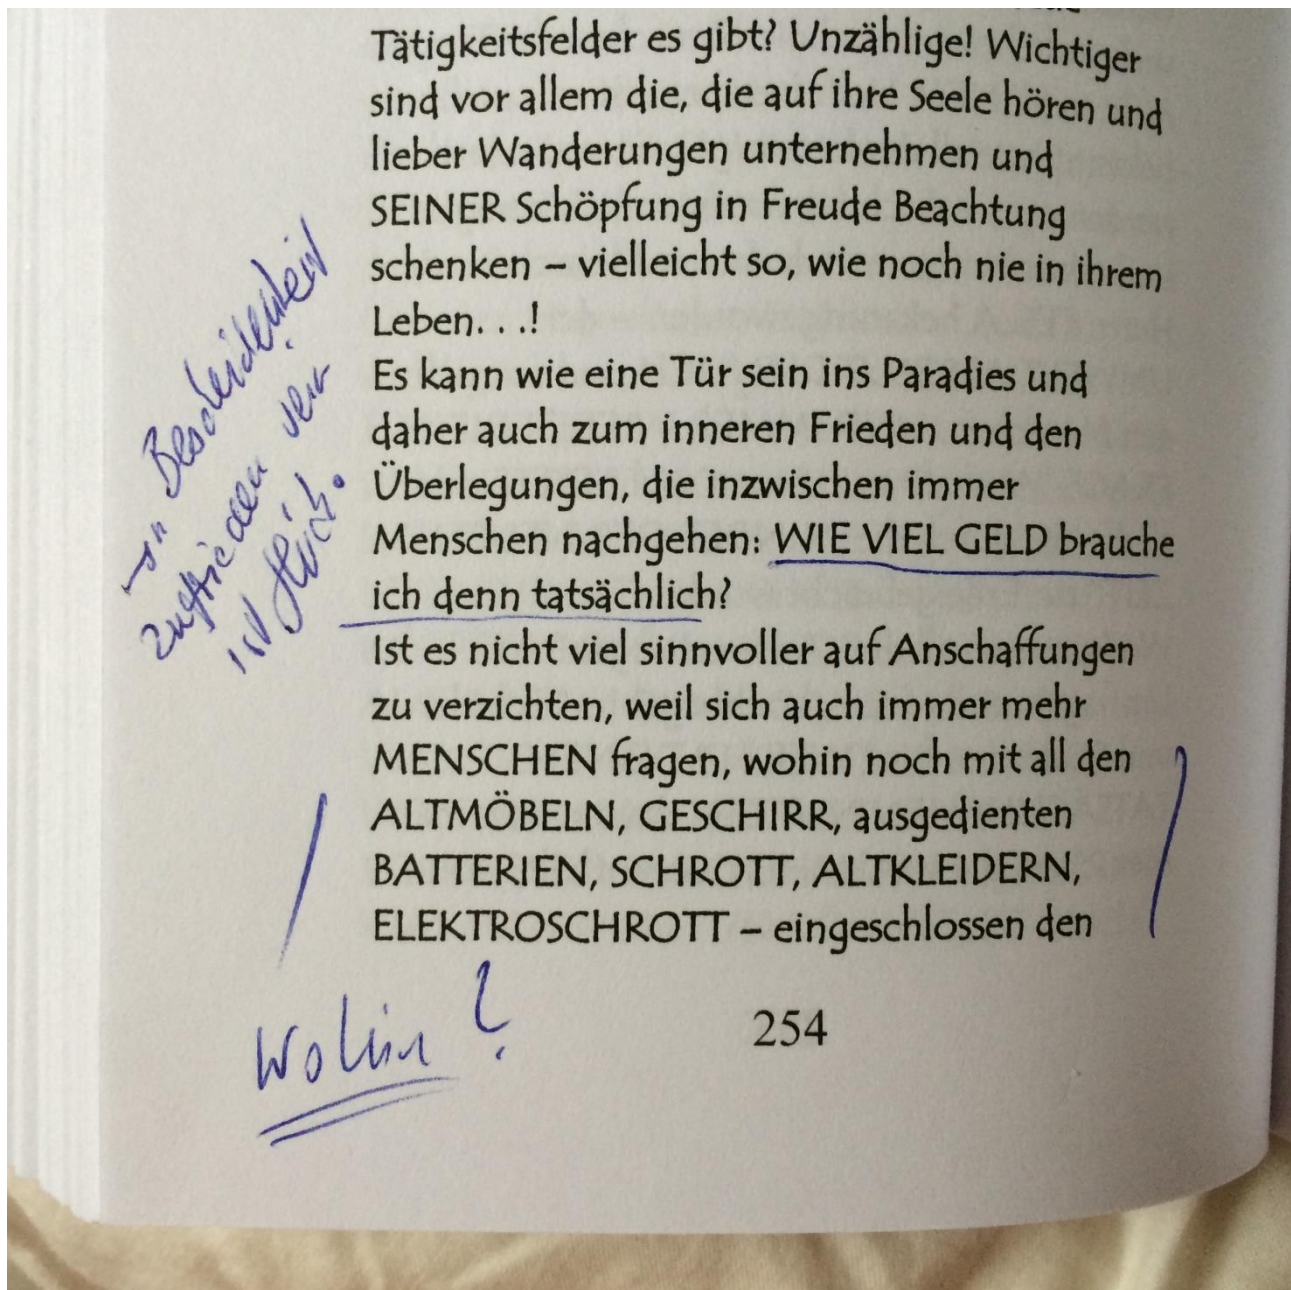 Tätigkeitsfelder es gibt? Unzählige! Wichtiger
sind vor allem die, die auf ihre Seele hören und
lieber Wanderungen unternehmen und
SEINER Schöpfung in Freude Beachtung
schenken – vielleicht so, wie noch nie in ihrem
Leben. . .!
Es kann wie eine Tür sein ins Paradies und
daher auch zum inneren Frieden und den
Überlegungen, die inzwischen immer
Menschen nachgehen: WIE VIEL GELD brauche
ich denn tatsächlich?
Ist es nicht viel sinnvoller auf Anschaffungen
zu verzichten, weil sich auch immer mehr
MENSCHEN fragen, wohin noch mit all den
ALTMÖBELN, GESCHIRR, ausgedienten
BATTERIEN, SCHROTT, ALTKLEIDERN,
ELEKTROSCHROTT – eingeschlossen den
Bescheidenheit
zufrieden sein
ist
Wohin?
254